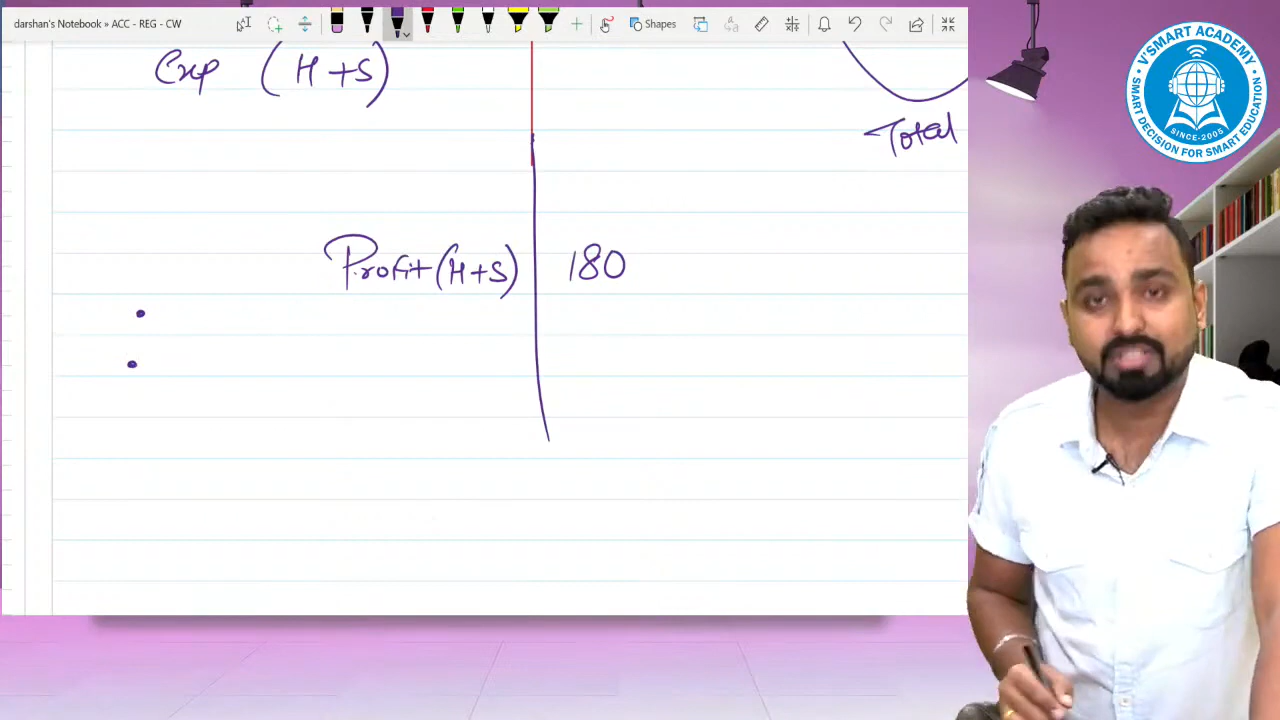 darshan's Notebook » ACC - REG - CW
Shapes
Exp (H+S)
Total
Profit (H+S) 180
V'SMART ACADEMY
SINCE-2005
SMART DECISION FOR SMART EDUCATION